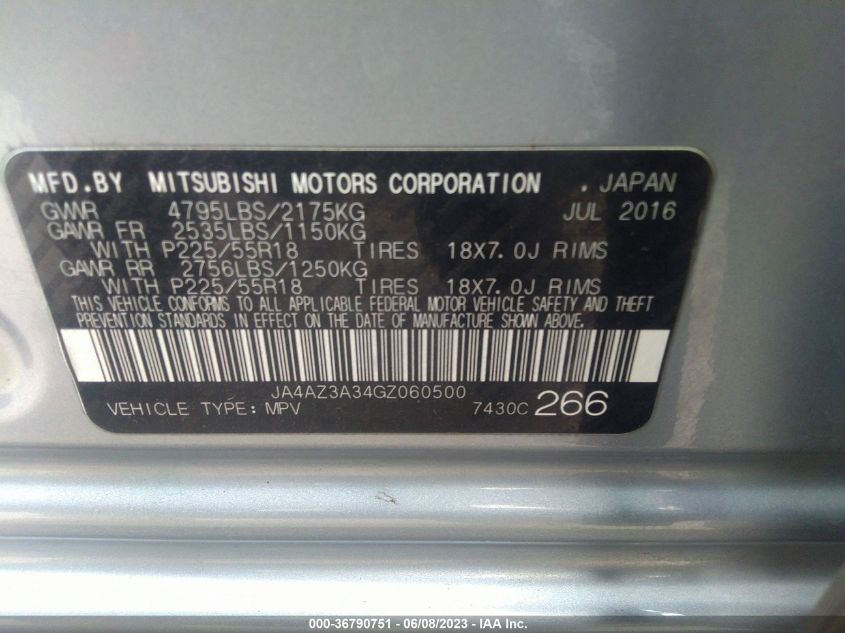 MFD.BY MITSUBISHI MOTORS CORPORATION .JAPAN
GVWR 4795LBS/2175KG JUL 2016
GAWR FR 2535LBS/1150KG
WITH P225/55R18 TIRES 18X7.0J RIMS
GAWR RR 2756LBS/1250KG
WITH P225/55R18 TIRES 18X7.0J RIMS
THIS VEHICLE CONFORMS TO ALL APPLICABLE FEDERAL MOTOR VEHICLE SAFETY AND THEFT
PREVENTION STANDARDS IN EFFECT ON THE DATE OF MANUFACTURE SHOWN ABOVE.
JA4AZ3A34GZ060500
VEHICLE TYPE: MPV 7430C 266
000-36790751 - 06/08/2023 - IAA Inc.